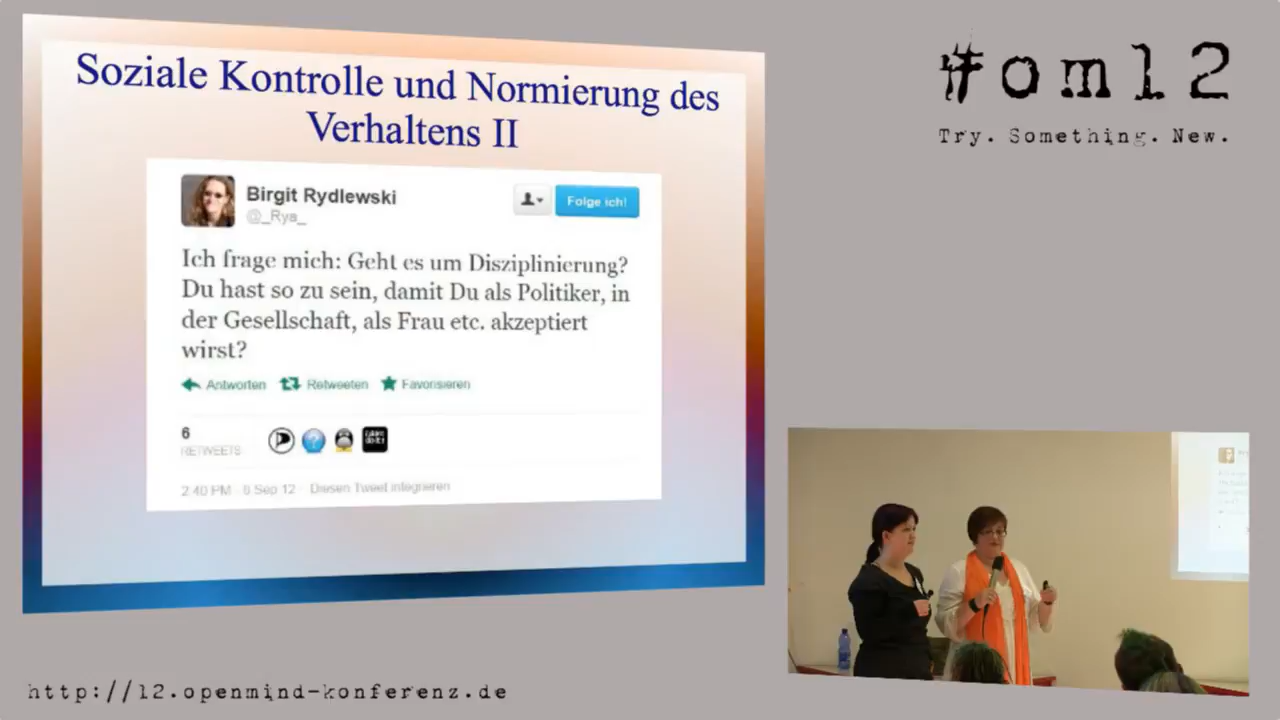 Soziale Kontrolle und Normierung des
Verhaltens II
Birgit Rydlewski
@_Rya_
Folge ich!
Ich frage mich: Geht es um Disziplinierung?
Du hast so zu sein, damit Du als Politiker, in
der Gesellschaft, als Frau etc. akzeptiert
wirst?
Antworten Retweeten Favorisieren
6
RETWEETS
2:40 PM - 6 Sep 12 Diesen Tweet integrieren
#om12
Try. Something. New.
http://12.openmind-konferenz.de